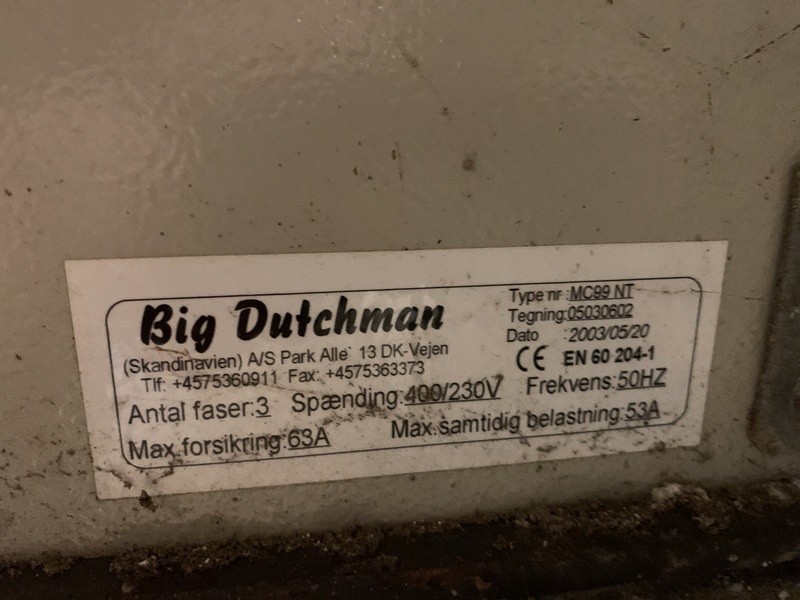 Big Dutchman
(Skandinavien) A/S Park Alle` 13 DK-Vejen
Tlf: +4575360911 Fax: +4575363373
Type nr :MC99 NT
Tegning:05030602
Dato :2003/05/20
CE EN 60 204-1
Antal faser:3 Spænding:400/230V Frekvens:50HZ
Max.forsikring:63A Max.samtidig belastning:53A